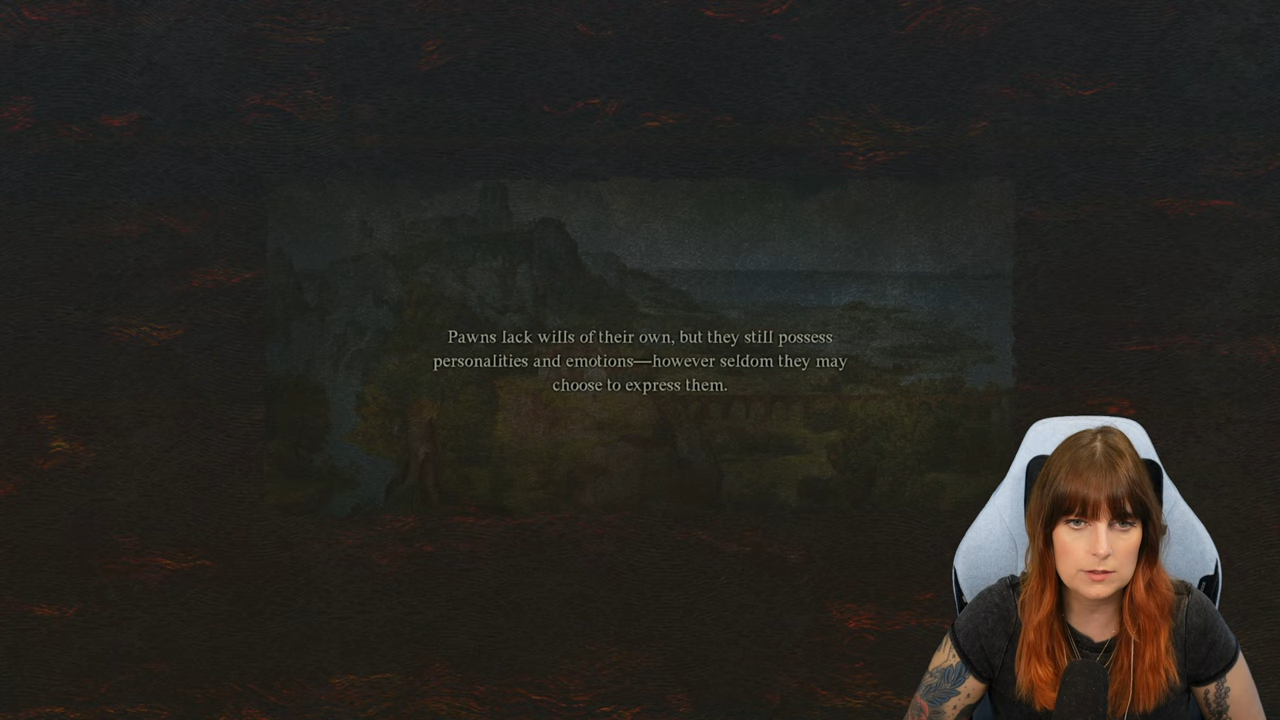 Pawns lack wills of their own, but they still possess
personalities and emotions—however seldom they may
choose to express them.